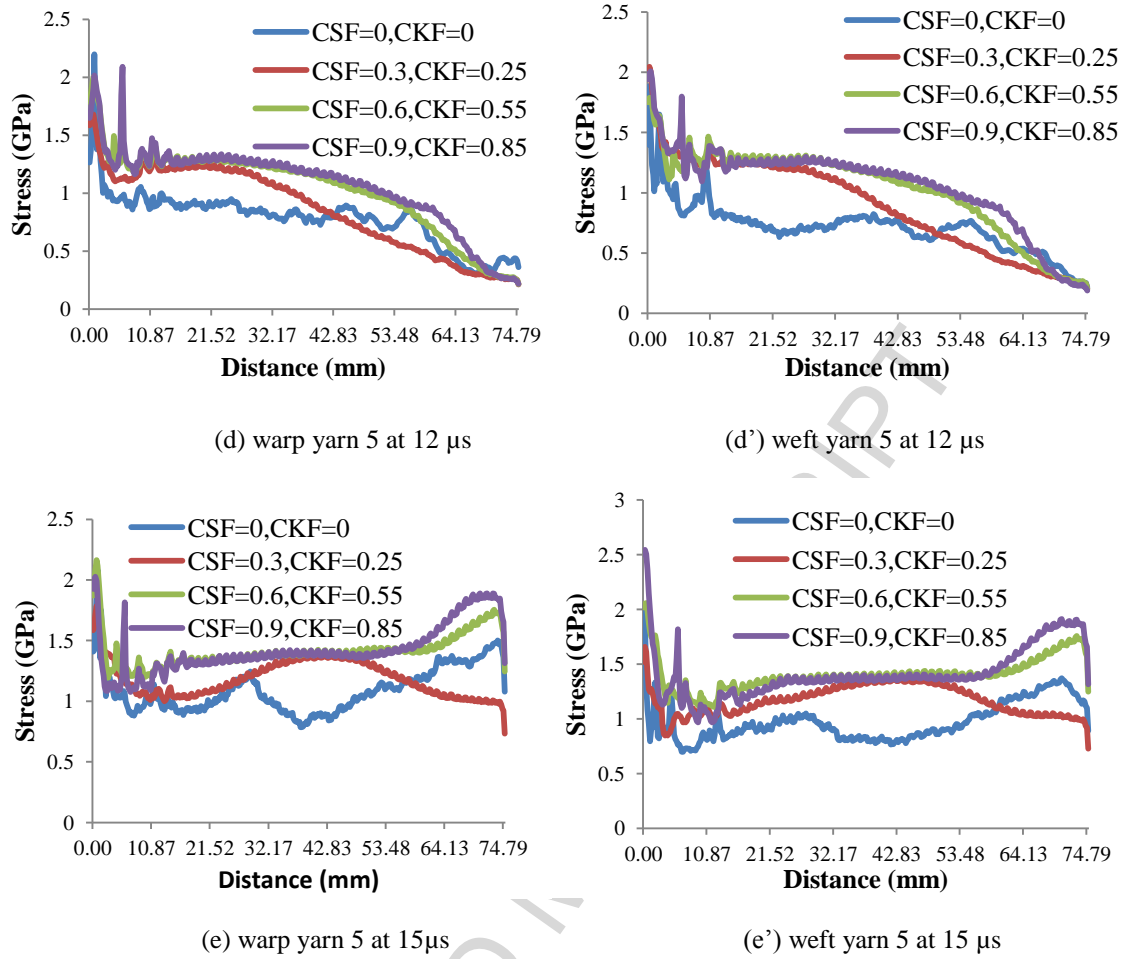 2.5
2
1.5
1
0.5
0
Stress (GPa)
CSF=0,CKF=0
CSF=0.3,CKF=0.25
CSF=0.6,CKF=0.55
CSF=0.9,CKF=0.85
0.00 10.87 21.52 32.17 42.83 53.48 64.13 74.79
Distance (mm)
(d) warp yarn 5 at 12 µs
2.5
2
1.5
1
0.5
0
Stress (GPa)
CSF=0,CKF=0
CSF=0.3,CKF=0.25
CSF=0.6,CKF=0.55
CSF=0.9,CKF=0.85
0.00 10.87 21.52 32.17 42.83 53.48 64.13 74.79
Distance (mm)
(d’) weft yarn 5 at 12 µs
2.5
2
1.5
1
0.5
0
Stress (GPa)
CSF=0,CKF=0
CSF=0.3,CKF=0.25
CSF=0.6,CKF=0.55
CSF=0.9,CKF=0.85
0.00 10.87 21.52 32.17 42.83 53.48 64.13 74.79
Distance (mm)
(e) warp yarn 5 at 15µs
3
2.5
2
1.5
1
0.5
0
Stress (GPa)
CSF=0,CKF=0
CSF=0.3,CKF=0.25
CSF=0.6,CKF=0.55
CSF=0.9,CKF=0.85
0.00 10.87 21.52 32.17 42.83 53.48 64.13 74.79
Distance (mm)
(e’) weft yarn 5 at 15 µs